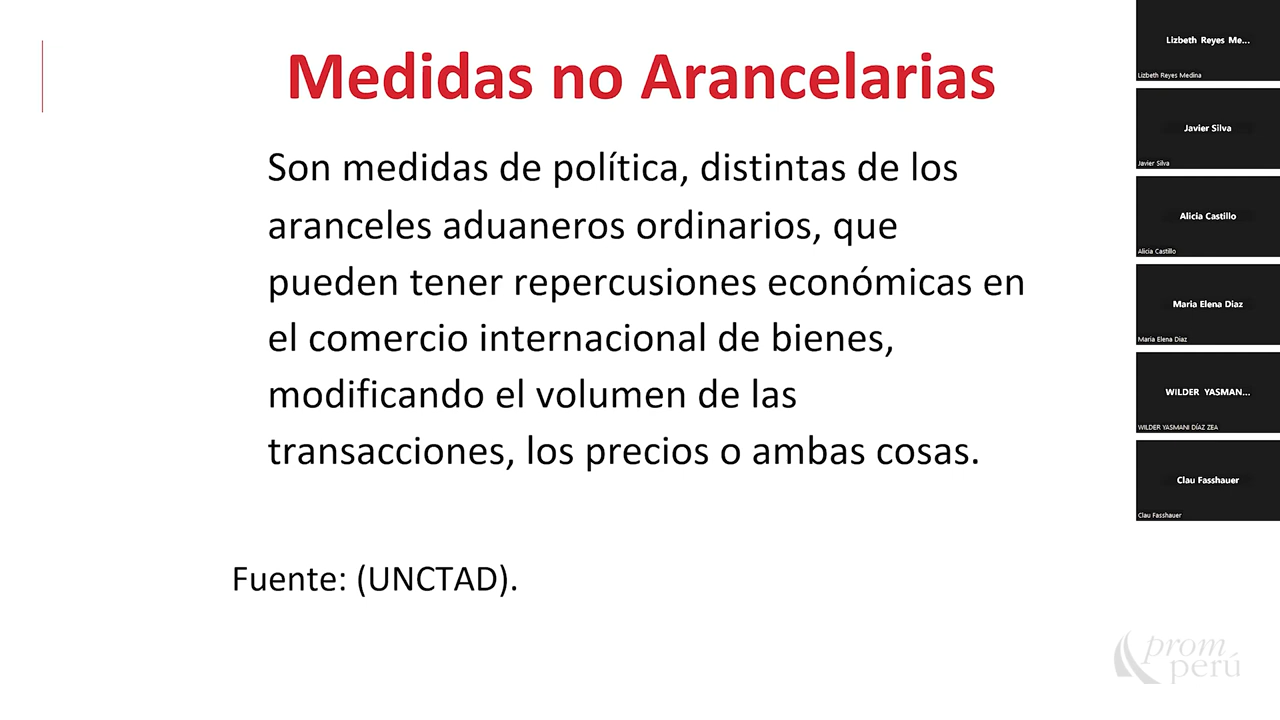 Medidas no Arancelarias
Son medidas de política, distintas de los
aranceles aduaneros ordinarios, que
pueden tener repercusiones económicas en
el comercio internacional de bienes,
modificando el volumen de las
transacciones, los precios o ambas cosas.
Fuente: (UNCTAD).
Lizbeth Reyes Me...
Lizbeth Reyes Medina
Javier Silva
Javier Silva
Alicia Castillo
Alicia Castillo
Maria Elena Diaz
Maria Elena Diaz
WILDER YASMAN...
WILDER YASMANI DÍAZ ZEA
Clau Fasshauer
Clau Fasshauer
prom
perú